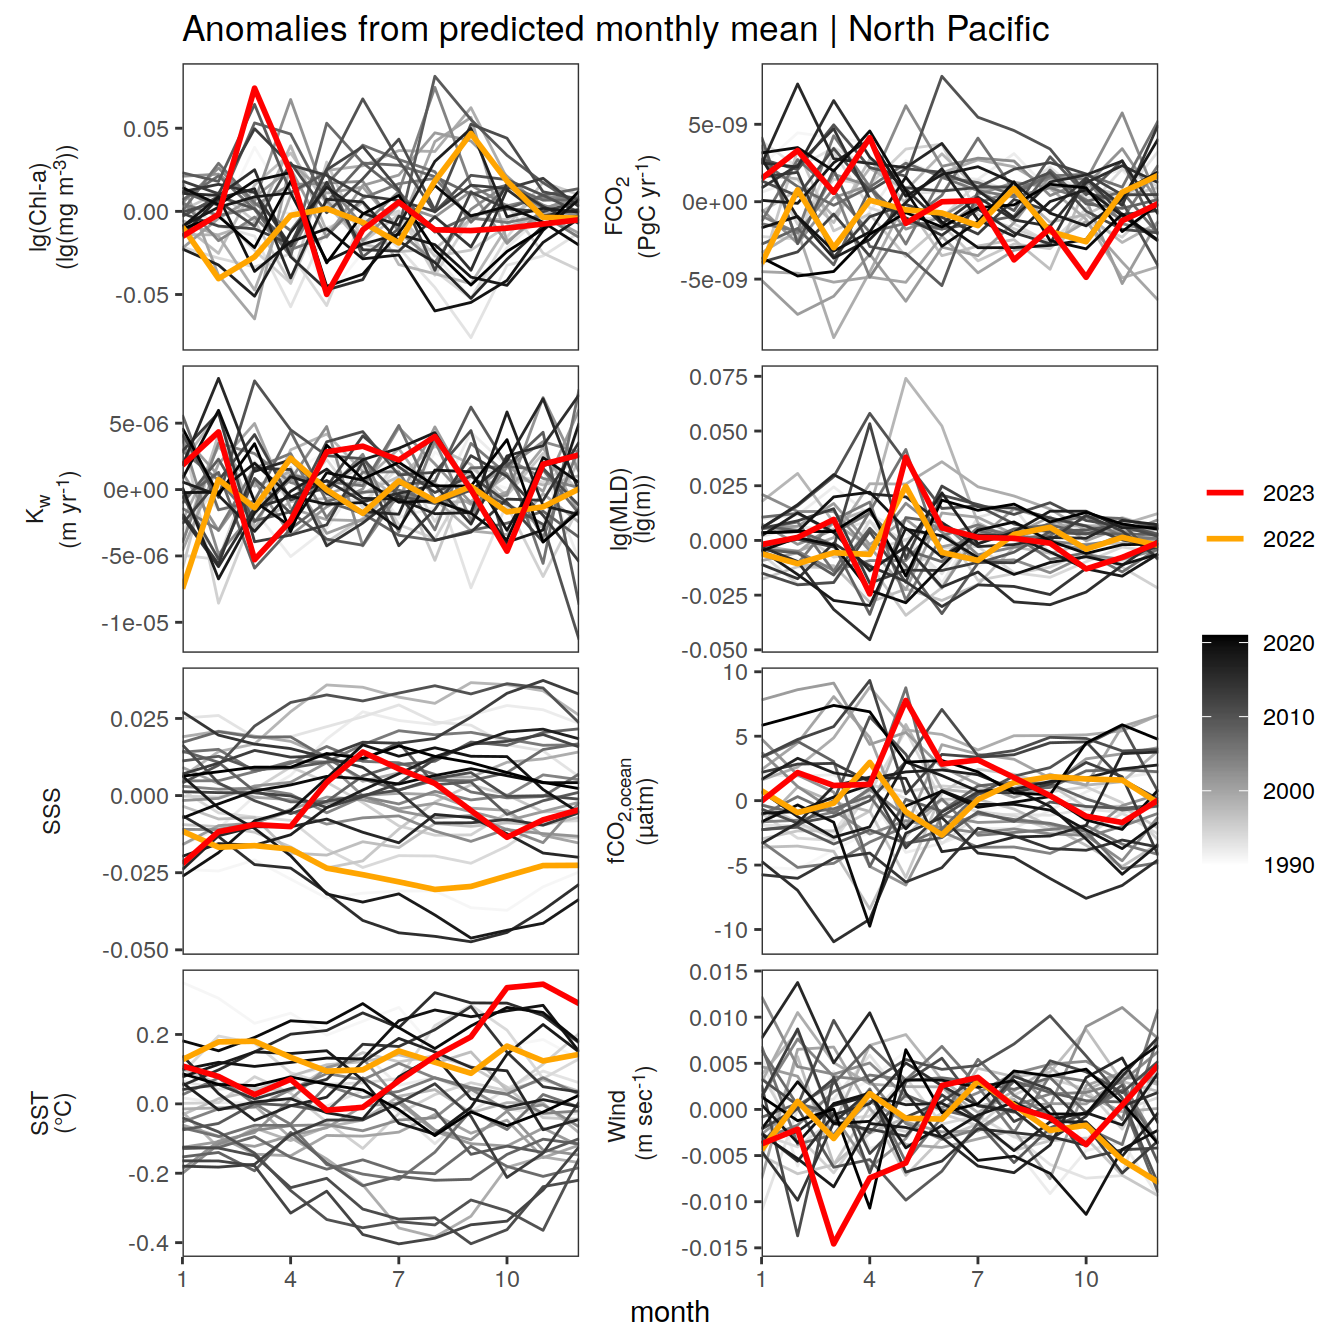 Anomalies from predicted monthly mean | North Pacific
lg(Chl-a)
(lg(mg m⁻³))
0.05
0.00
-0.05
FCO₂
(PgC yr⁻¹)
5e-09
0e+00
-5e-09
K_w
(m yr⁻¹)
5e-06
0e+00
-5e-06
-1e-05
lg(MLD)
(lg(m))
0.075
0.050
0.025
0.000
-0.025
-0.050
SSS
0.025
0.000
-0.025
-0.050
fCO₂,ocean
(µatm)
10
5
0
-5
-10
SST
(°C)
0.2
0.0
-0.2
-0.4
Wind
(m sec⁻¹)
0.015
0.010
0.005
0.000
-0.005
-0.010
-0.015
1 4 7 10
1 4 7 10
month
2023
2022
2020
2010
2000
1990